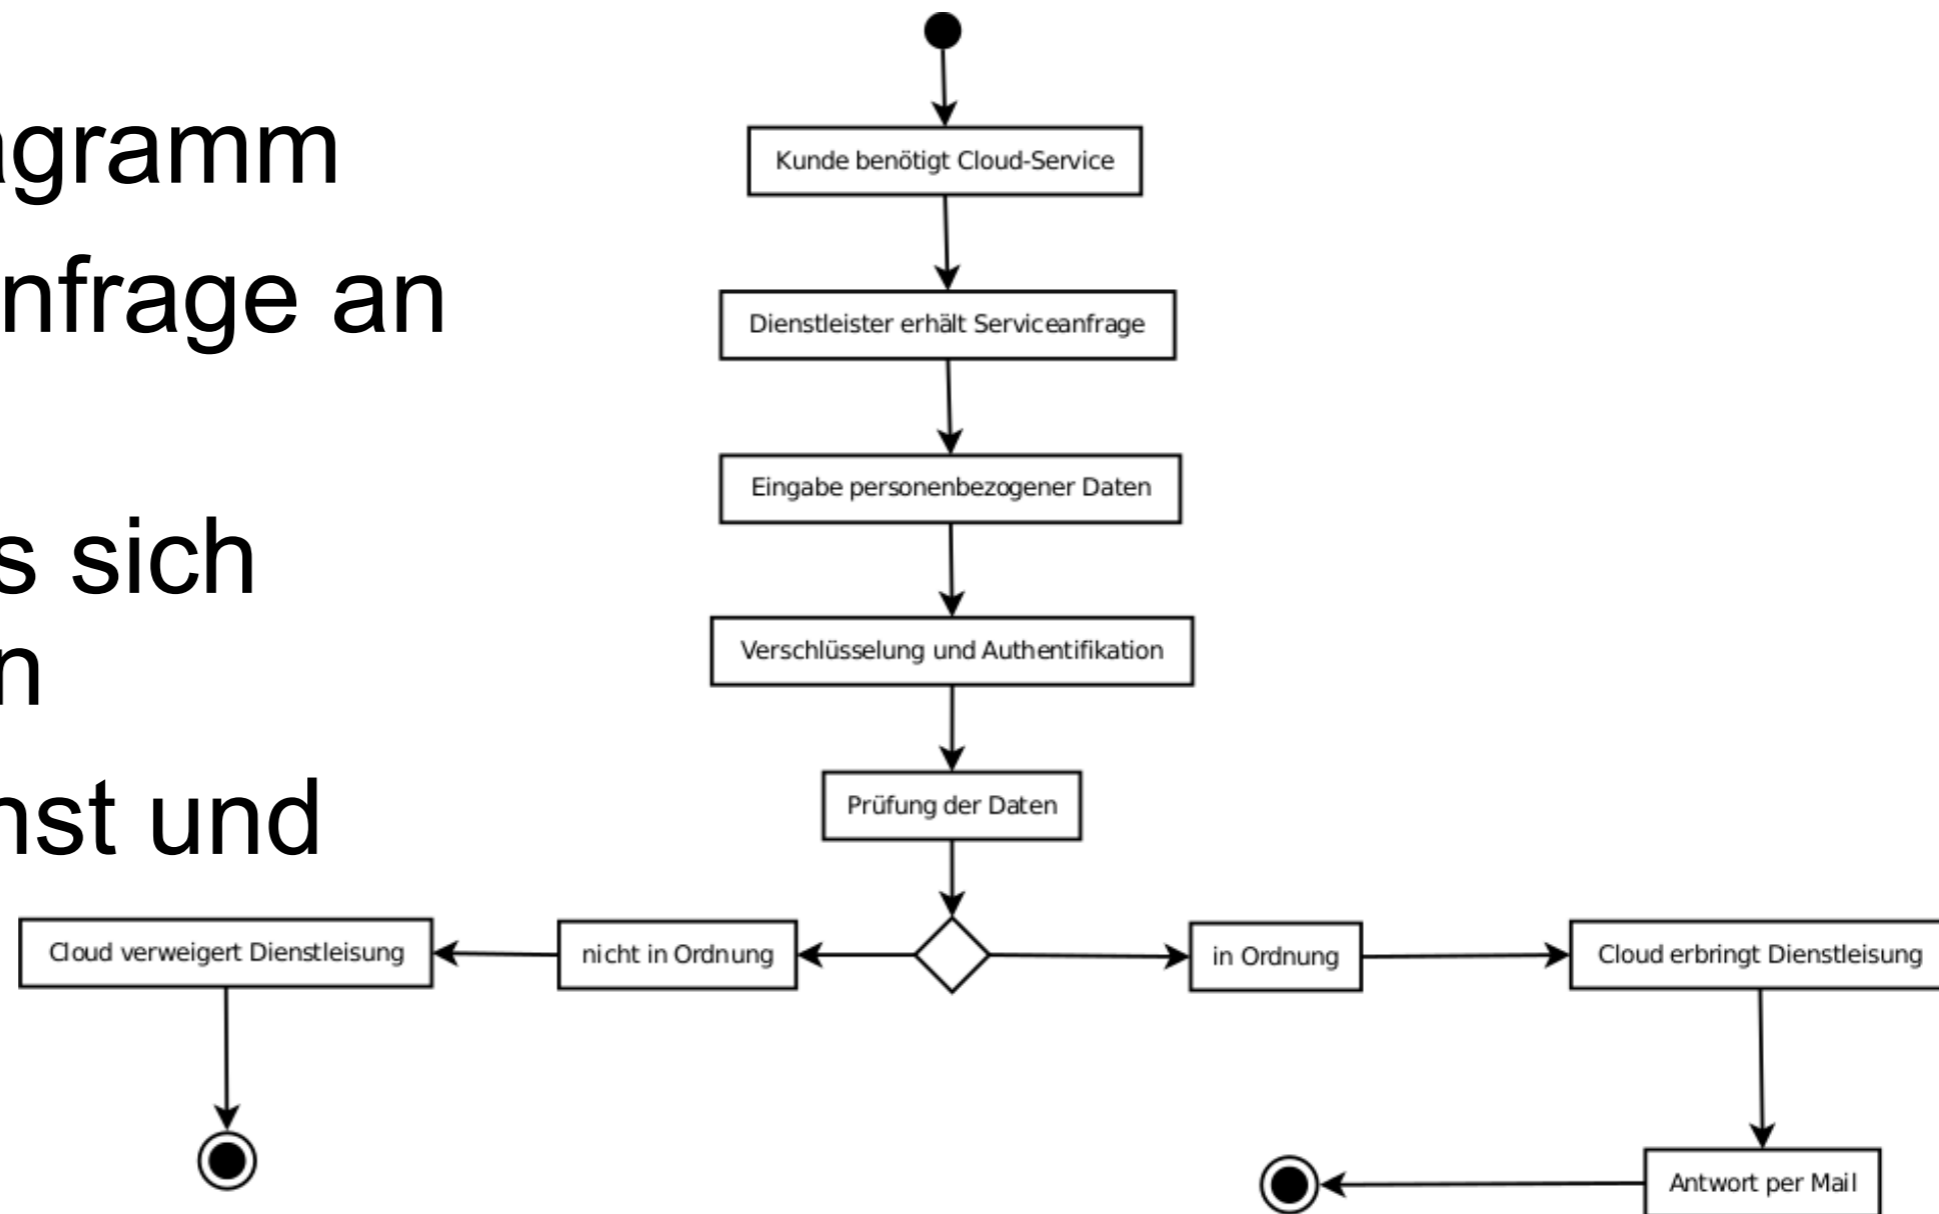 agramm
nfrage an
s sich
n
nst und
Kunde benötigt Cloud-Service
Dienstleister erhält Serviceanfrage
Eingabe personenbezogener Daten
Verschlüsselung und Authentifikation
Prüfung der Daten
Cloud verweigert Dienstleisung
nicht in Ordnung
in Ordnung
Cloud erbringt Dienstleisung
Antwort per Mail